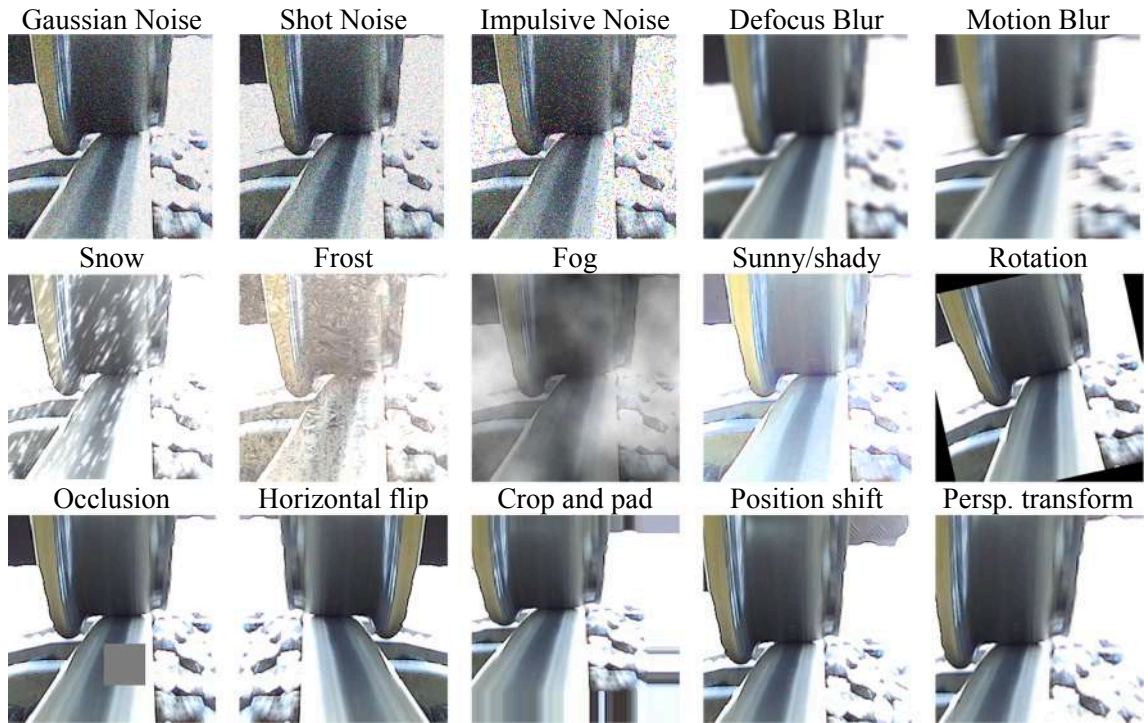 Gaussian Noise
Shot Noise
Impulsive Noise
Defocus Blur
Motion Blur
Snow
Frost
Fog
Sunny/shady
Rotation
Occlusion
Horizontal flip
Crop and pad
Position shift
Persp. transform